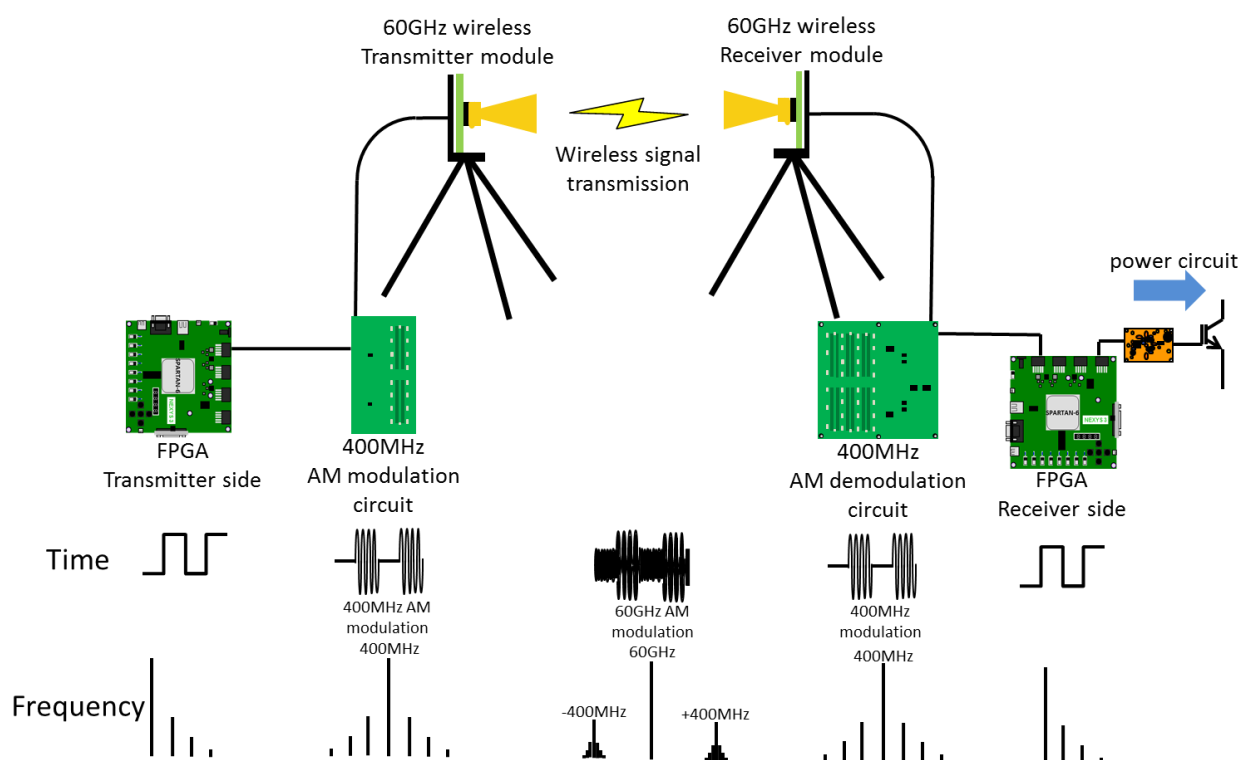 60GHz wireless
Transmitter module
60GHz wireless
Receiver module
Wireless signal
transmission
power circuit
SPARTAN-6
NEXYS 3
SPARTAN-6
NEXYS 3
FPGA
Transmitter side
400MHz
AM modulation
circuit
400MHz
AM demodulation
circuit
FPGA
Receiver side
Time
400MHz AM
modulation
400MHz
60GHz AM
modulation
60GHz
400MHz
modulation
400MHz
Frequency
-400MHz
+400MHz